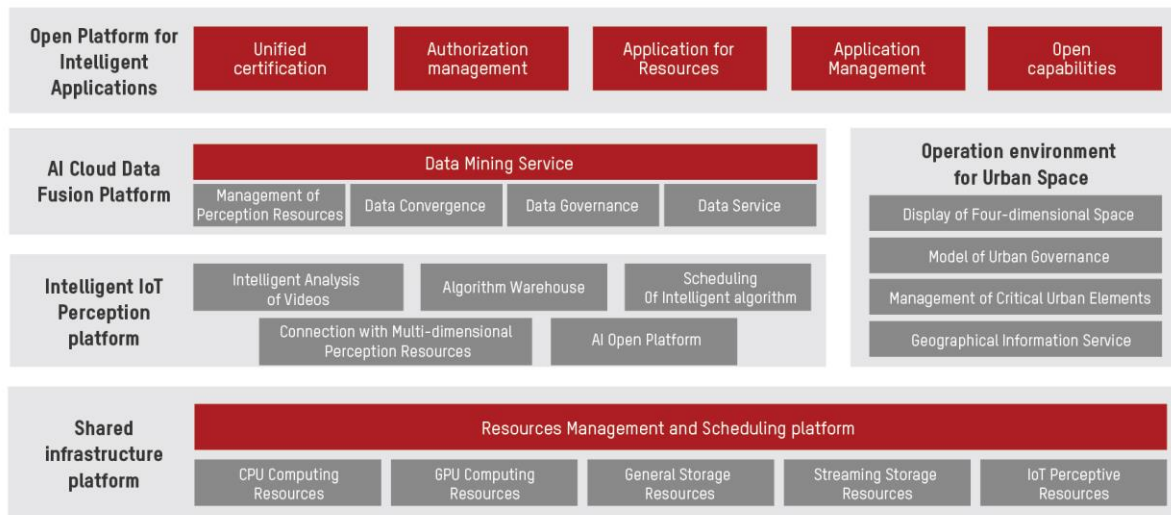 Open Platform for
Intelligent
Applications
Unified
certification
Authorization
management
Application for
Resources
Application
Management
Open
capabilities
AI Cloud Data
Fusion Platform
Data Mining Service
Management of
Perception Resources
Data Convergence
Data Governance
Data Service
Intelligent IoT
Perception
platform
Intelligent Analysis
of Videos
Algorithm Warehouse
Scheduling
Of Intelligent algorithm
Connection with Multi-dimensional
Perception Resources
AI Open Platform
Operation environment
for Urban Space
Display of Four-dimensional Space
Model of Urban Governance
Management of Critical Urban Elements
Geographical Information Service
Shared
infrastructure
platform
Resources Management and Scheduling platform
CPU Computing
Resources
GPU Computing
Resources
General Storage
Resources
Streaming Storage
Resources
IoT Perceptive
Resources